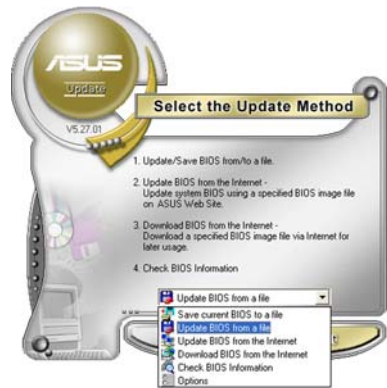 ASUS
Update
V5.27.01
Select the Update Method
1. Update/Save BIOS from/to a file.
2. Update BIOS from the Internet -
Update system BIOS using a specified BIOS image file
on ASUS Web Site.
3. Download BIOS from the Internet -
Download a specified BIOS image file via Internet for
later usage.
4. Check BIOS Information
Update BIOS from a file
Save current BIOS to a file
Update BIOS from a file
Update BIOS from the Internet
Download BIOS from the Internet
Check BIOS Information
Options